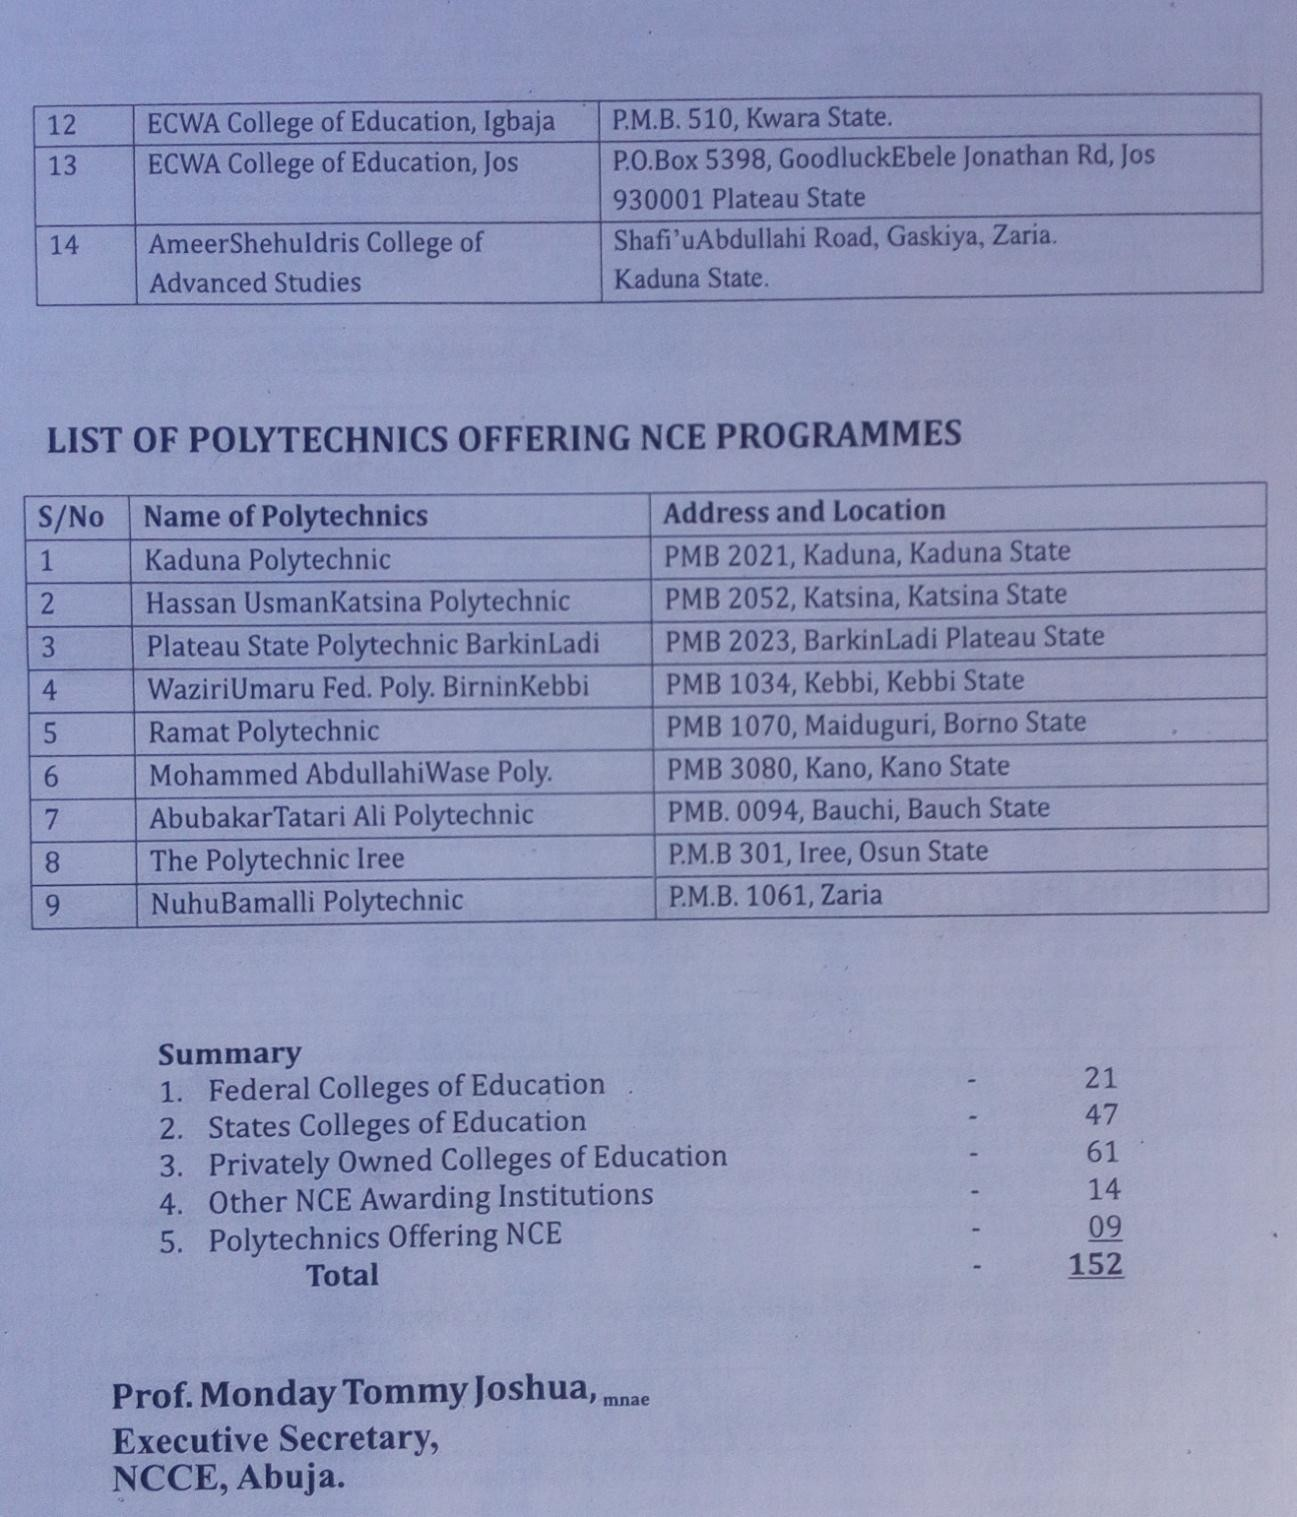 12 ECWA College of Education, Igbaja P.M.B. 510, Kwara State.
13 ECWA College of Education, Jos P.O.Box 5398, GoodluckEbele Jonathan Rd, Jos
930001 Plateau State
14 AmeerShehuIdris College of Shafi'uAbdullahi Road, Gaskiya, Zaria.
Advanced Studies Kaduna State.
LIST OF POLYTECHNICS OFFERING NCE PROGRAMMES
S/No Name of Polytechnics Address and Location
1 Kaduna Polytechnic PMB 2021, Kaduna, Kaduna State
2 Hassan UsmanKatsina Polytechnic PMB 2052, Katsina, Katsina State
3 Plateau State Polytechnic BarkinLadi PMB 2023, BarkinLadi Plateau State
4 WaziriUmaru Fed. Poly. BirninKebbi PMB 1034, Kebbi, Kebbi State
5 Ramat Polytechnic PMB 1070, Maiduguri, Borno State
6 Mohammed AbdullahiWase Poly. PMB 3080, Kano, Kano State
7 AbubakarTatari Ali Polytechnic PMB. 0094, Bauchi, Bauch State
8 The Polytechnic Iree P.M.B 301, Iree, Osun State
9 NuhuBamalli Polytechnic P.M.B. 1061, Zaria
Summary
1. Federal Colleges of Education - 21
2. States Colleges of Education - 47
3. Privately Owned Colleges of Education - 61
4. Other NCE Awarding Institutions - 14
5. Polytechnics Offering NCE - 09
Total - 152
Prof. Monday Tommy Joshua, mnae
Executive Secretary,
NCCE, Abuja.